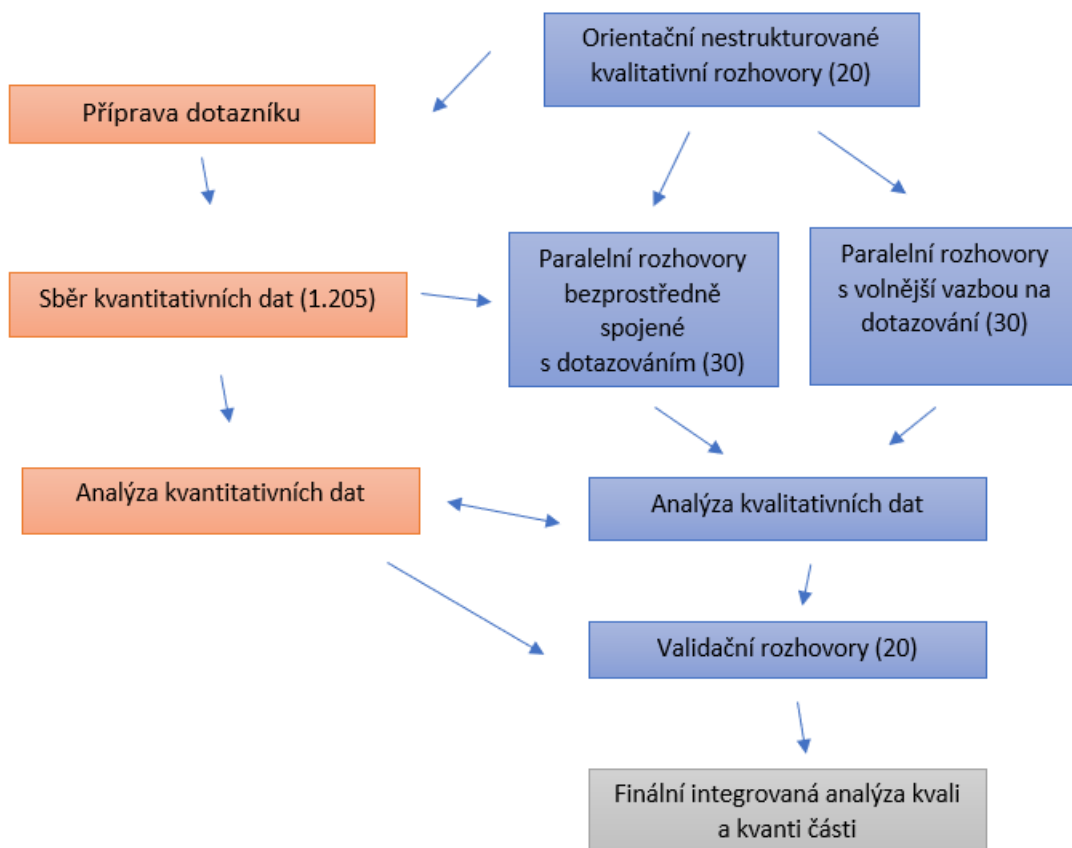 Orientační nestrukturované
kvalitativní rozhovory (20)
Příprava dotazníku
Sběr kvantitativních dat (1.205)
Paralelní rozhovory
bezprostředně
spojené
s dotazováním (30)
Paralelní rozhovory
s volnější vazbou na
dotazování (30)
Analýza kvantitativních dat
Analýza kvalitativních dat
Validační rozhovory (20)
Finální integrovaná analýza kvali
a kvanti části